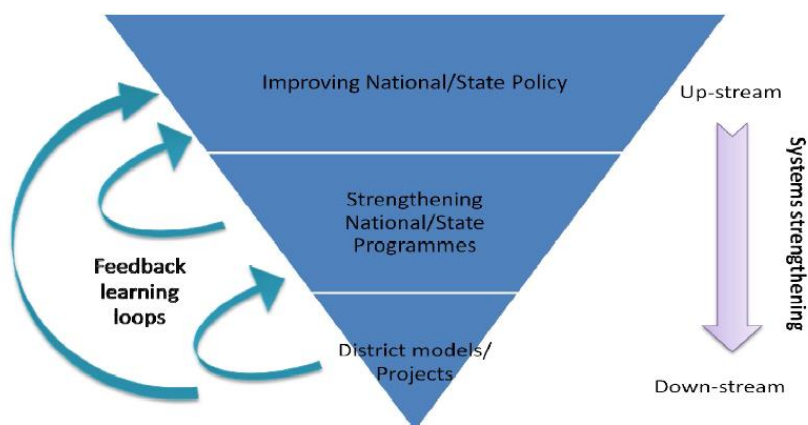 Improving National/State Policy
Up-stream
Strengthening
National/State
Programmes
Systems strengthening
Feedback
learning
loops
District models/
Projects
Down-stream